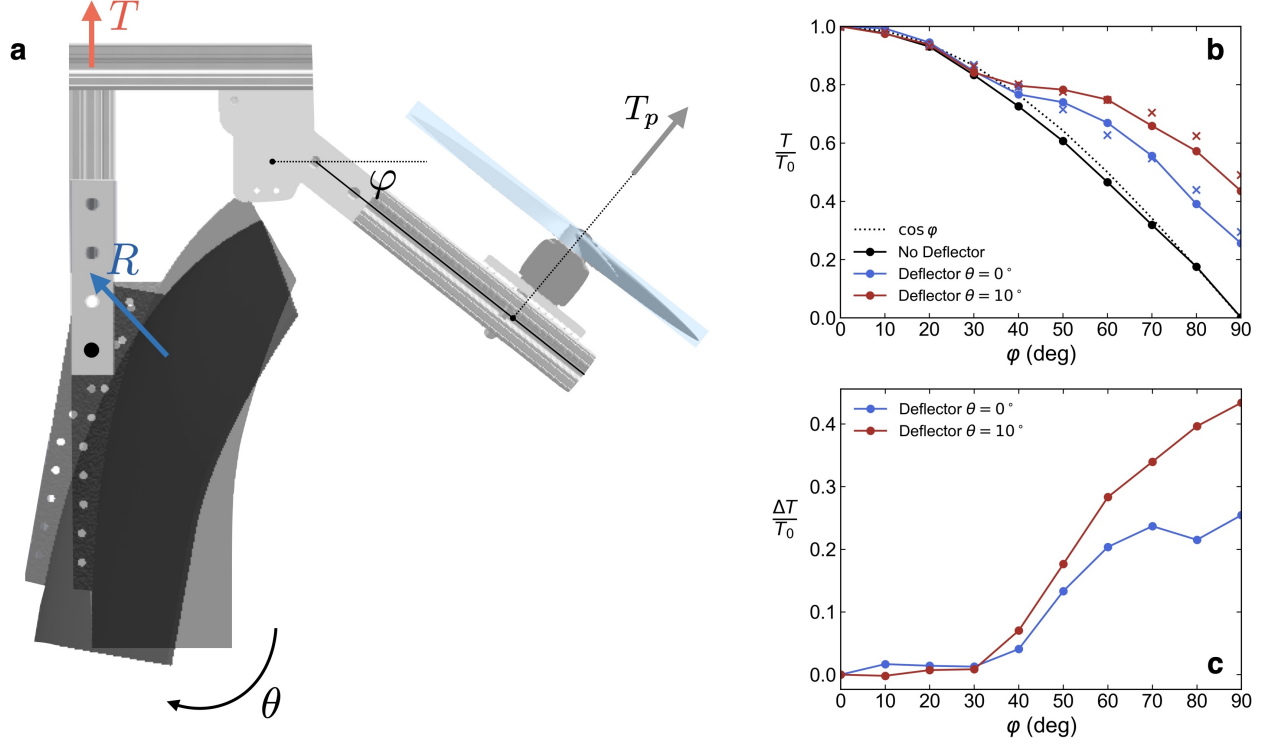 a
T
R
φ
T_p
θ
b
1.0
0.8
0.6
0.4
0.2
0.0
T/T_0
cos φ
No Deflector
Deflector θ = 0°
Deflector θ = 10°
0 10 20 30 40 50 60 70 80 90
φ (deg)
c
0.4
0.3
0.2
0.1
0.0
ΔT/T_0
Deflector θ = 0°
Deflector θ = 10°
0 10 20 30 40 50 60 70 80 90
φ (deg)